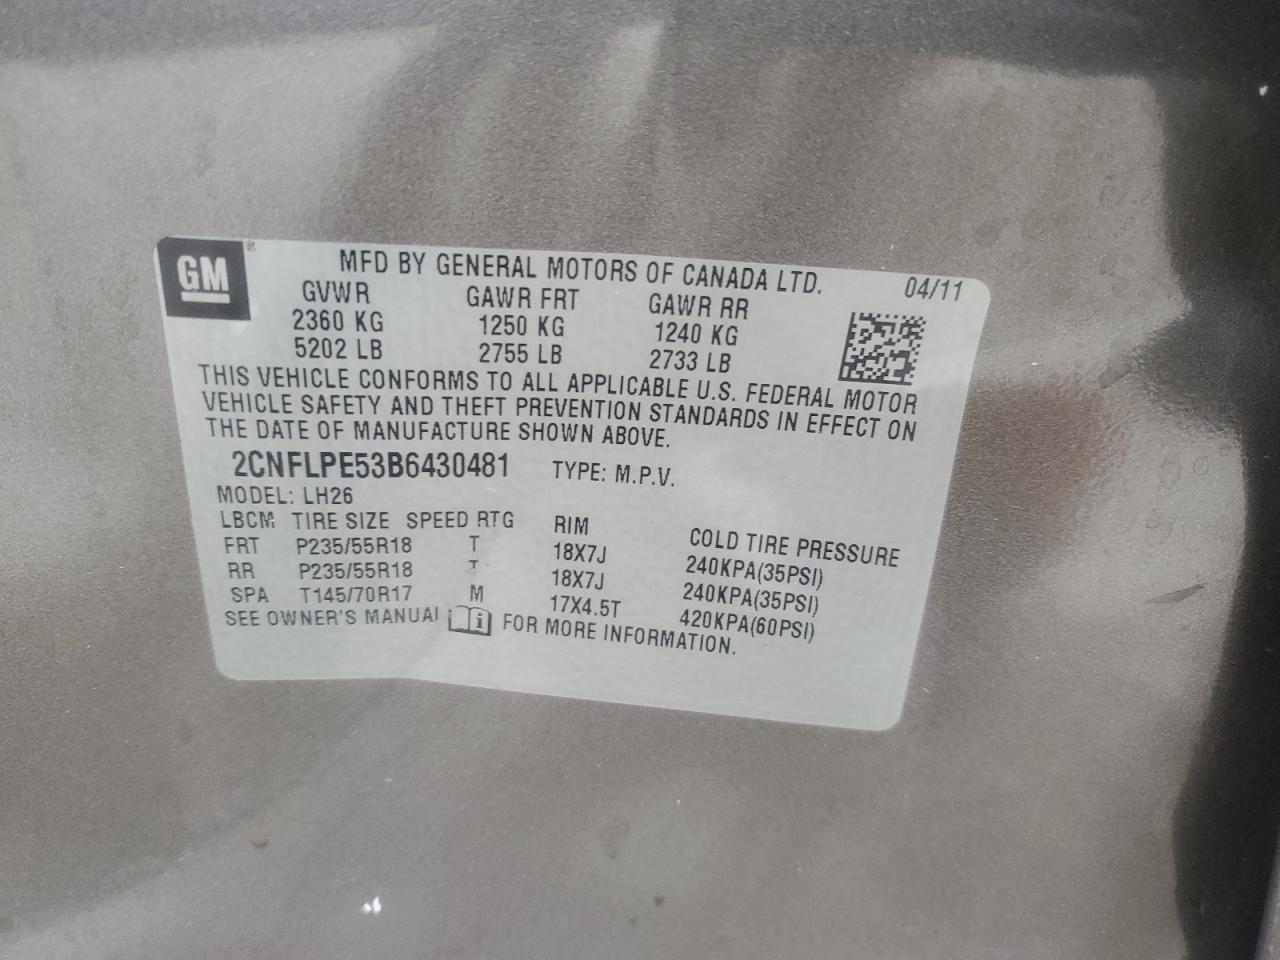 GM ®
MFD BY GENERAL MOTORS OF CANADA LTD. 04/11
GVWR GAWR FRT GAWR RR
2360 KG 1250 KG 1240 KG
5202 LB 2755 LB 2733 LB
THIS VEHICLE CONFORMS TO ALL APPLICABLE U.S. FEDERAL MOTOR
VEHICLE SAFETY AND THEFT PREVENTION STANDARDS IN EFFECT ON
THE DATE OF MANUFACTURE SHOWN ABOVE.
2CNFLPE53B6430481 TYPE: M.P.V.
MODEL: LH26
LBCM TIRE SIZE SPEED RTG RIM COLD TIRE PRESSURE
FRT P235/55R18 T 18X7J 240KPA(35PSI)
RR P235/55R18 T 18X7J 240KPA(35PSI)
SPA T145/70R17 M 17X4.5T 420KPA(60PSI)
SEE OWNER'S MANUAL i FOR MORE INFORMATION.